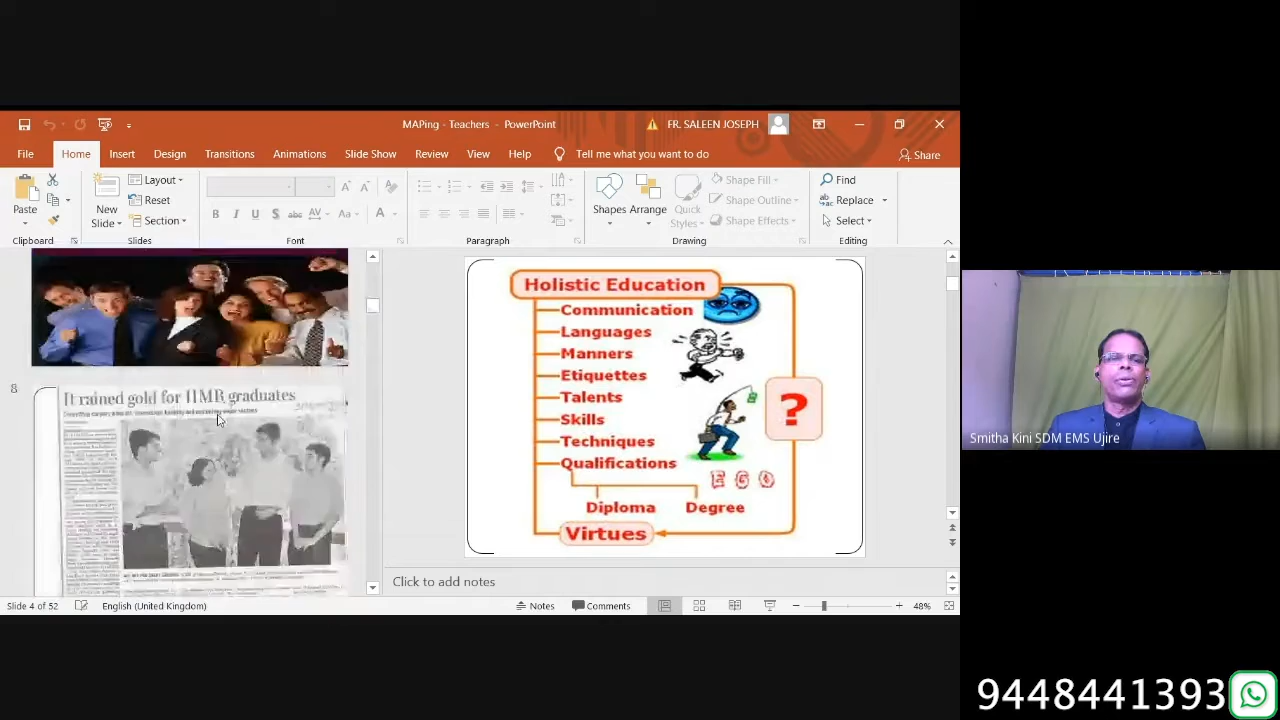 MAPing - Teachers - PowerPoint
FR. SALEEN JOSEPH
File Home Insert Design Transitions Animations Slide Show Review View Help Tell me what you want to do Share
Paste
New
Slide
Layout
Reset
Section
Shapes
Arrange
Quick
Styles
Shape Fill
Shape Outline
Shape Effects
Find
Replace
Select
Clipboard Slides Font Paragraph Drawing Editing
8
It rained gold for IIMB graduates
Holistic Education
Communication
Languages
Manners
Etiquettes
Talents
Skills
Techniques
Qualifications
Diploma Degree
Virtues
?
EGO
Click to add notes
Slide 4 of 52 English (United Kingdom) Notes Comments 48%
Smitha Kini SDM EMS Ujire
9448441393